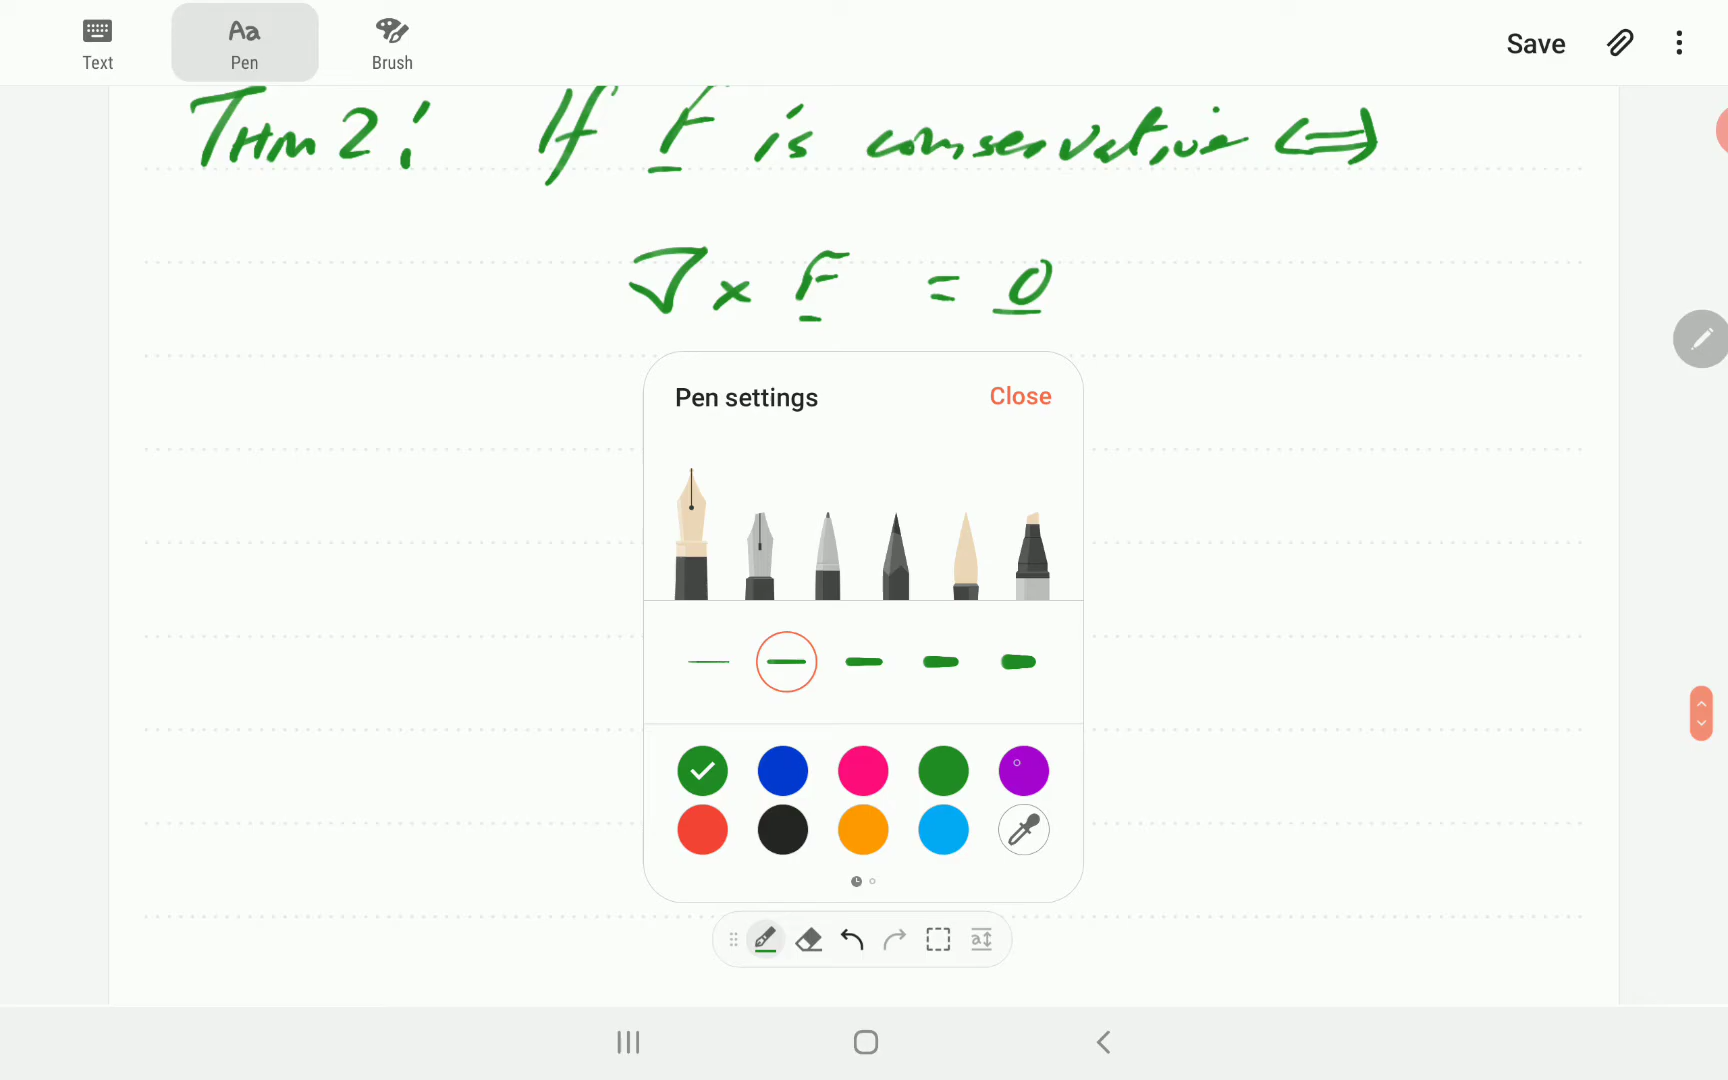 Text
Pen
Brush
Save
THM 2: If F is conservative ⟺
∇ × F = 0
Pen settings
Close